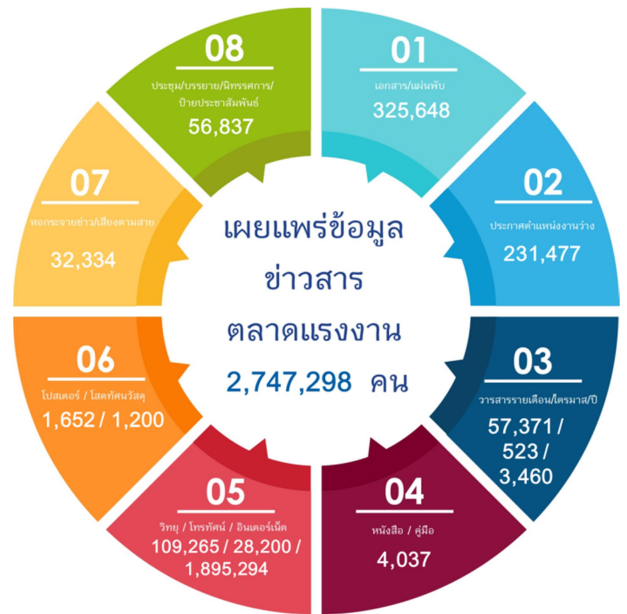 01
เอกสาร/แผ่นพับ
325,648
02
ประกาศตำแหน่งงานว่าง
231,477
03
วารสารรายเดือน/ไตรมาส/ปี
57,371 /
523 /
3,460
04
หนังสือ / คู่มือ
4,037
05
วิทยุ / โทรทัศน์ / อินเตอร์เน็ต
109,265 / 28,200 /
1,895,294
06
โปสเตอร์ / โสตทัศนวัสดุ
1,652 / 1,200
07
หอกระจายข่าว/เสียงตามสาย
32,334
08
ประชุม/บรรยาย/นิทรรศการ/
ป้ายประชาสัมพันธ์
56,837
เผยแพร่ข้อมูล
ข่าวสาร
ตลาดแรงงาน
2,747,298 คน